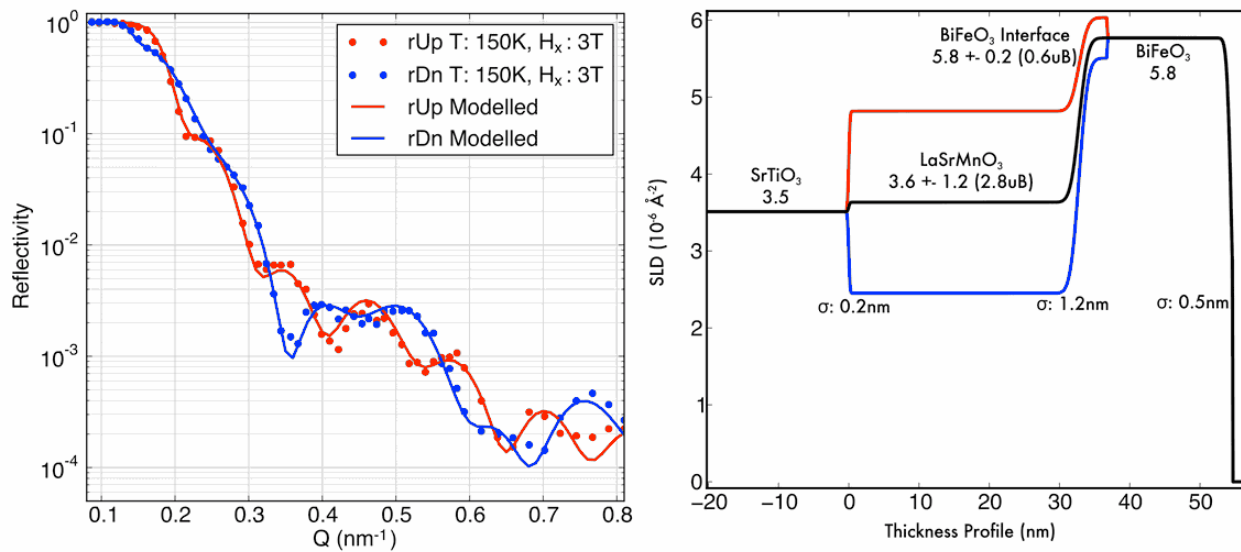 10⁰
10⁻¹
10⁻²
10⁻³
10⁻⁴
Reflectivity
0.1 0.2 0.3 0.4 0.5 0.6 0.7 0.8
Q (nm⁻¹)
rUp T: 150K, Hₓ: 3T
rDn T: 150K, Hₓ: 3T
rUp Modelled
rDn Modelled
6
5
4
3
2
1
0
SLD (10⁻⁶ Å⁻²)
−20 −10 0 10 20 30 40 50
Thickness Profile (nm)
BiFeO₃ Interface
5.8 +- 0.2 (0.6uB)
BiFeO₃
5.8
SrTiO₃
3.5
LaSrMnO₃
3.6 +- 1.2 (2.8uB)
σ: 0.2nm
σ: 1.2nm
σ: 0.5nm